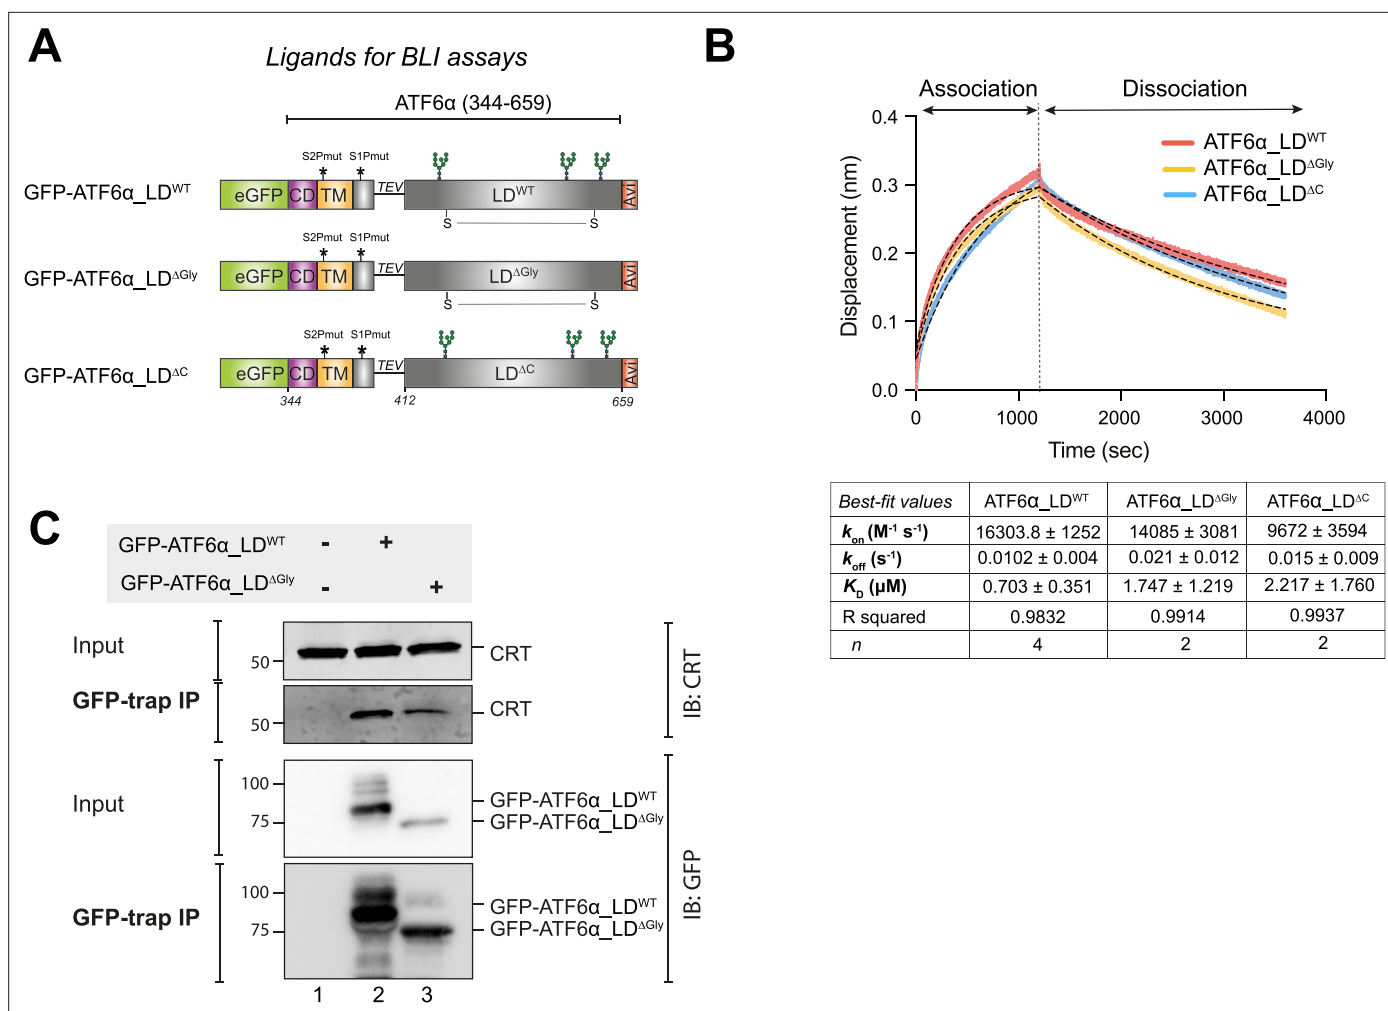 A
Ligands for BLI assays
ATF6α (344-659)
S2Pmut S1Pmut
* *
GFP-ATF6α_LDWT eGFP CD TM TEV LDWT Avi
S S
S2Pmut S1Pmut
* *
GFP-ATF6α_LDΔGly eGFP CD TM TEV LDΔGly Avi
S S
S2Pmut S1Pmut
* *
GFP-ATF6α_LDΔC eGFP CD TM TEV LDΔC Avi
344 412 659
B
Association Dissociation
0.4
0.3
0.2
0.1
0.0
Displacement (nm)
ATF6α_LDWT
ATF6α_LDΔGly
ATF6α_LDΔC
0 1000 2000 3000 4000
Time (sec)
Best-fit values ATF6α_LDWT ATF6α_LDΔGly ATF6α_LDΔC
kon (M-1 s-1) 16303.8 ± 1252 14085 ± 3081 9672 ± 3594
koff (s-1) 0.0102 ± 0.004 0.021 ± 0.012 0.015 ± 0.009
KD (µM) 0.703 ± 0.351 1.747 ± 1.219 2.217 ± 1.760
R squared 0.9832 0.9914 0.9937
n 4 2 2
C
GFP-ATF6α_LDWT - +
GFP-ATF6α_LDΔGly - +
Input 50 CRT
GFP-trap IP 50 CRT
IB: CRT
Input 100 75
GFP-ATF6α_LDWT
GFP-ATF6α_LDΔGly
GFP-trap IP 100 75
GFP-ATF6α_LDWT
GFP-ATF6α_LDΔGly
IB: GFP
1 2 3